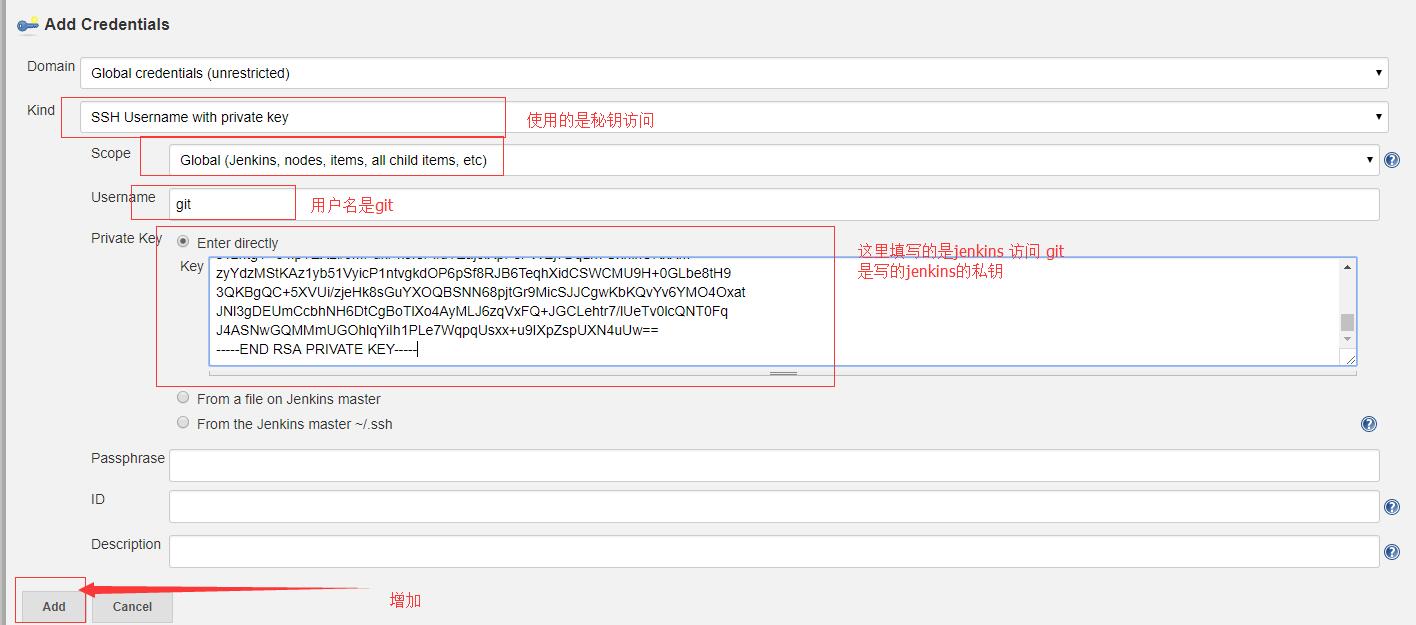 Add Credentials
Domain
Global credentials (unrestricted)
Kind
SSH Username with private key
使用的是秘钥访问
Scope
Global (Jenkins, nodes, items, all child items, etc)
Username
git
用户名是git
Private Key
Enter directly
这里填写的是jenkins 访问 git
是写的jenkins的私钥
Key
zyYdzMStKAz1yb51VyicP1ntvgkdOP6pSf8RJB6TeqhXidCSWCMU9H+0GLbe8tH9
3QKBgQC+5XVUi/zjeHk8sGuYXOQBSNN68pjtGr9MicSJJCgwKbKQvYv6YMO4Oxat
JNl3gDEUmCcbhNH6DtCgBoTlXo4AyMLJ6zqVxFQ+JGCLehtr7/lUeTv0lcQNT0Fq
J4ASNwGQMMmUGOhlqYiIh1PLe7WqpqUsxx+u9IXpZspUXN4uUw==
-----END RSA PRIVATE KEY-----
From a file on Jenkins master
From the Jenkins master ~/.ssh
Passphrase
ID
Description
Add
Cancel
增加